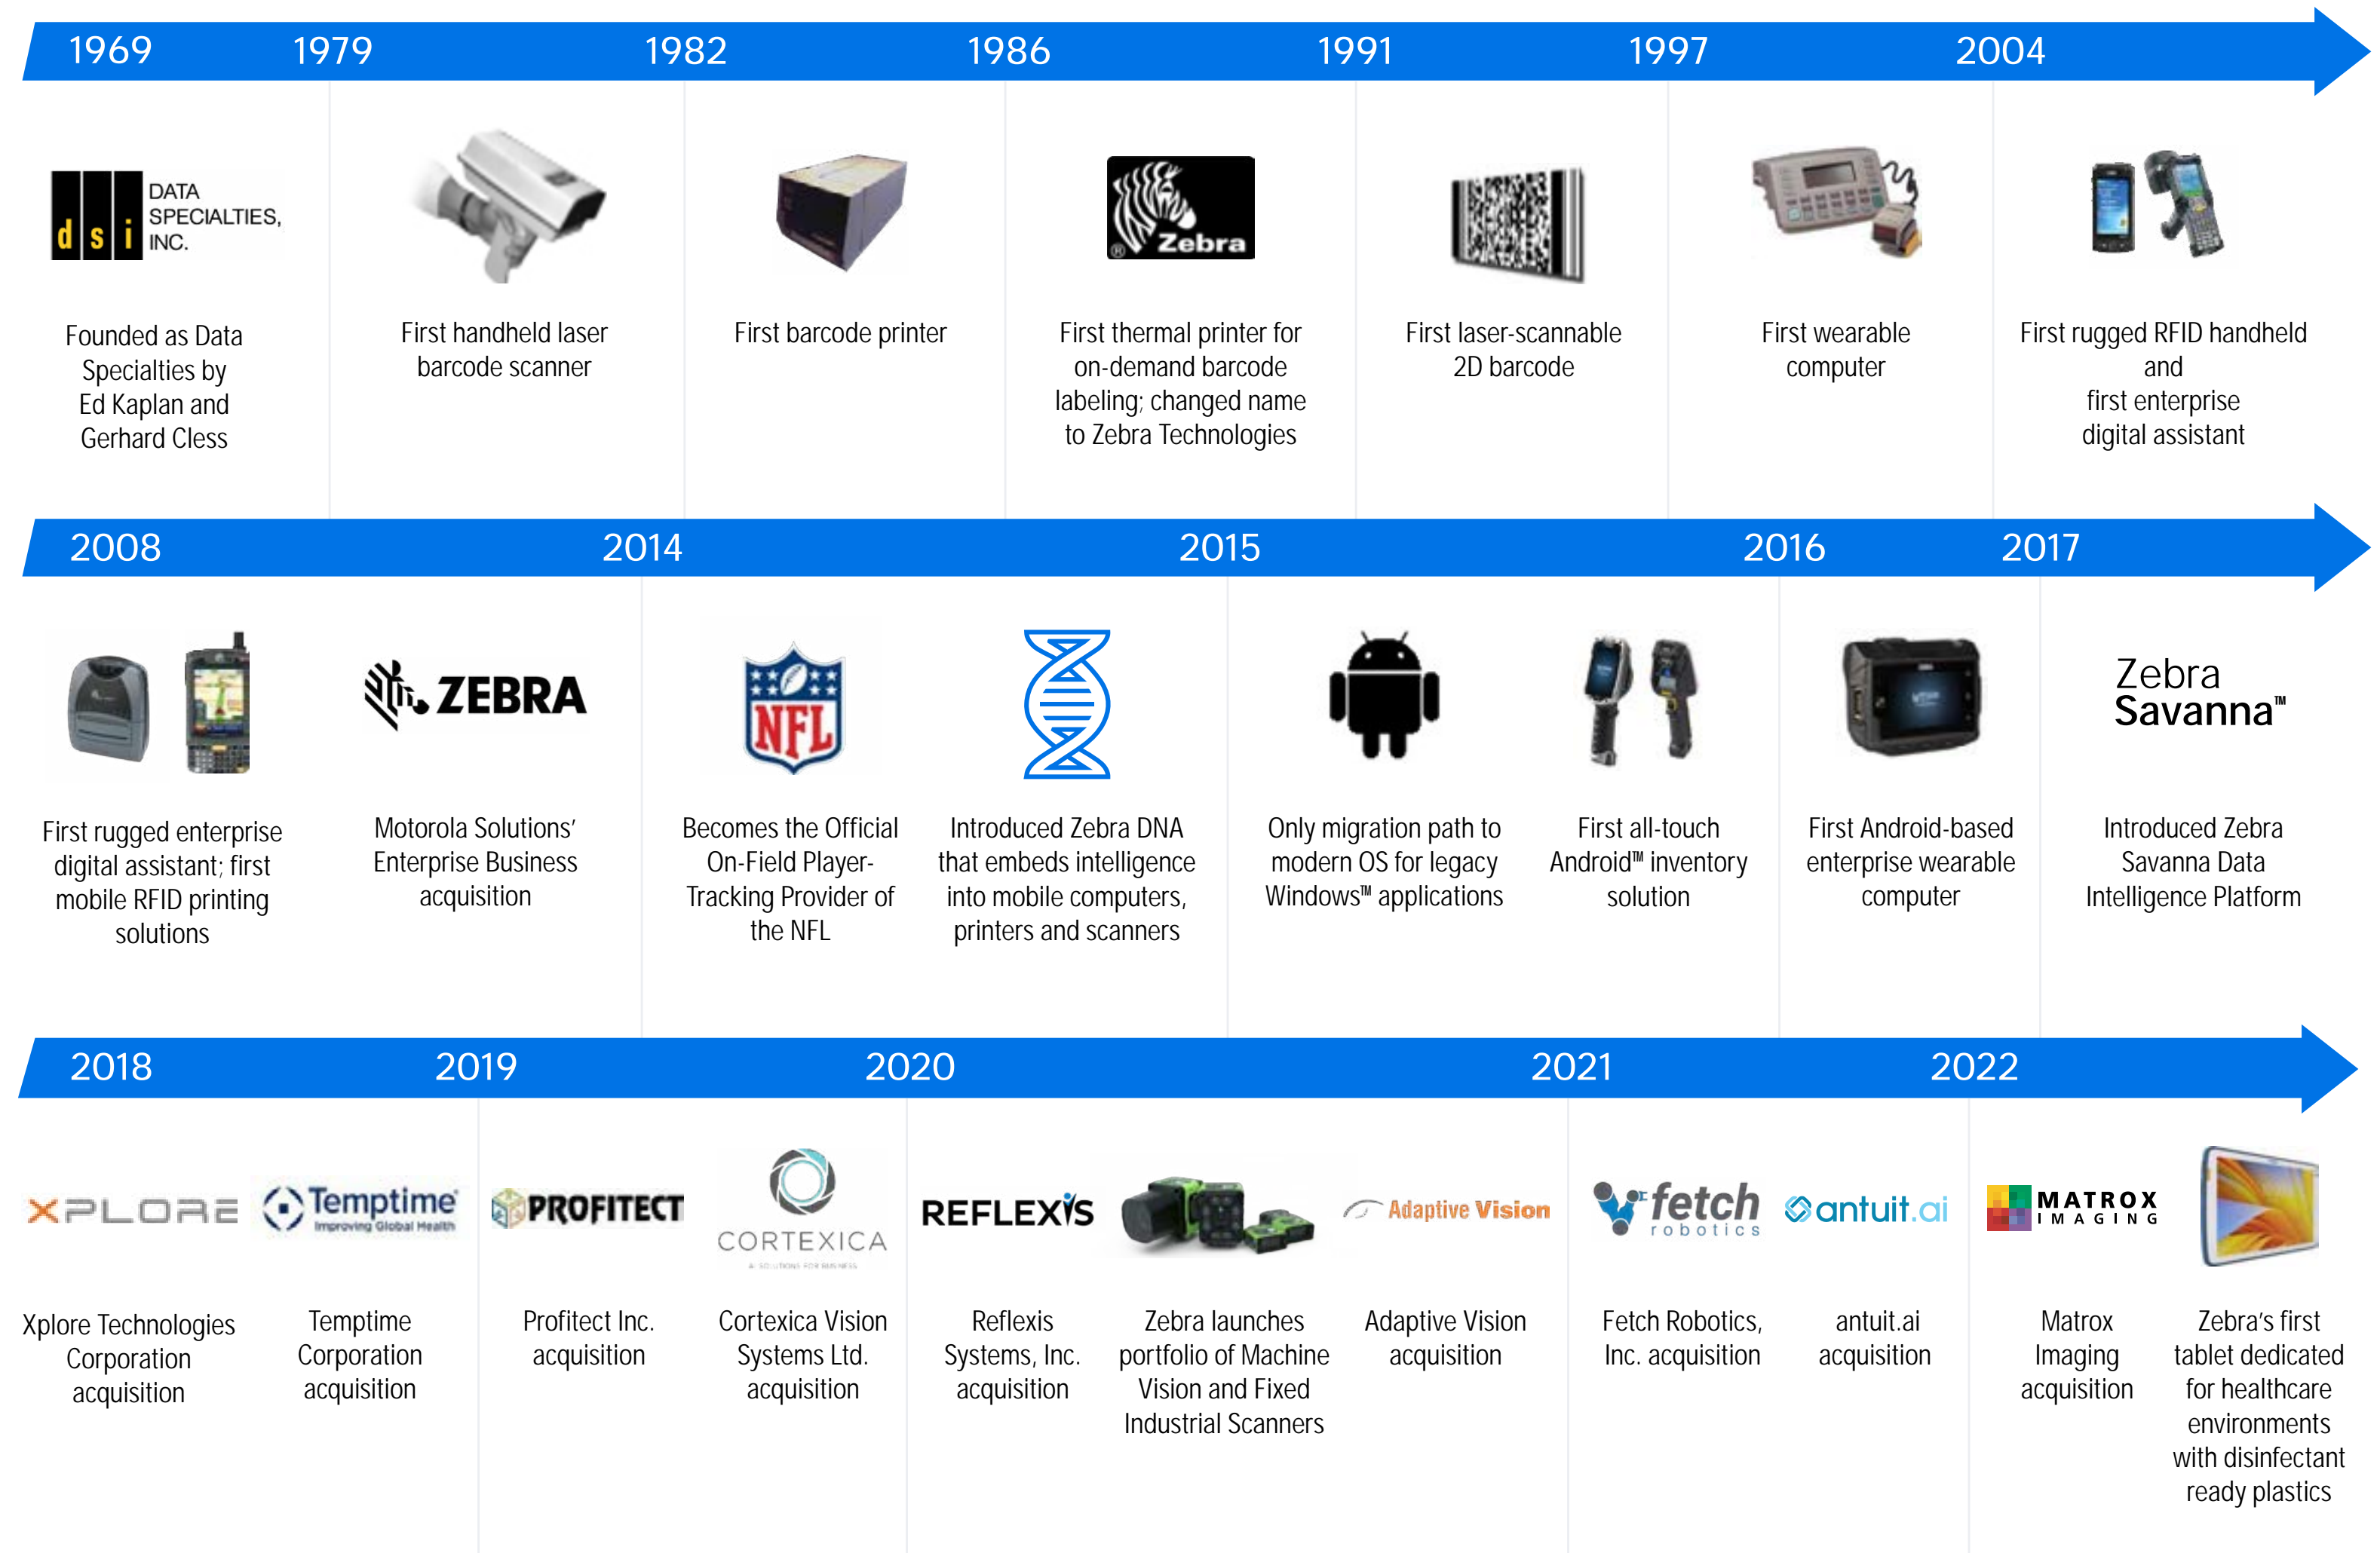 1969 1979 1982 1986 1991 1997 2004
dsi DATA
SPECIALTIES,
INC.
Zebra
®
Founded as Data
Specialties by
Ed Kaplan and
Gerhard Cless
First handheld laser
barcode scanner
First barcode printer
First thermal printer for
on-demand barcode
labeling; changed name
to Zebra Technologies
First laser-scannable
2D barcode
First wearable
computer
First rugged RFID handheld
and
first enterprise
digital assistant
2008 2014 2015 2016 2017
ZEBRA
NFL
Zebra
Savanna™
First rugged enterprise
digital assistant; first
mobile RFID printing
solutions
Motorola Solutions'
Enterprise Business
acquisition
Becomes the Official
On-Field Player-
Tracking Provider of
the NFL
Introduced Zebra DNA
that embeds intelligence
into mobile computers,
printers and scanners
Only migration path to
modern OS for legacy
Windows™ applications
First all-touch
Android™ inventory
solution
First Android-based
enterprise wearable
computer
Introduced Zebra
Savanna Data
Intelligence Platform
2018 2019 2020 2021 2022
XPLORE
Temptime®
Improving Global Health
PROFITECT
CORTEXICA
AI SOLUTIONS FOR BUSINESS
REFLEXIS
Adaptive Vision
fetch
robotics
antuit.ai
MATROX
IMAGING
Xplore Technologies
Corporation
acquisition
Temptime
Corporation
acquisition
Profitect Inc.
acquisition
Cortexica Vision
Systems Ltd.
acquisition
Reflexis
Systems, Inc.
acquisition
Zebra launches
portfolio of Machine
Vision and Fixed
Industrial Scanners
Adaptive Vision
acquisition
Fetch Robotics,
Inc. acquisition
antuit.ai
acquisition
Matrox
Imaging
acquisition
Zebra's first
tablet dedicated
for healthcare
environments
with disinfectant
ready plastics